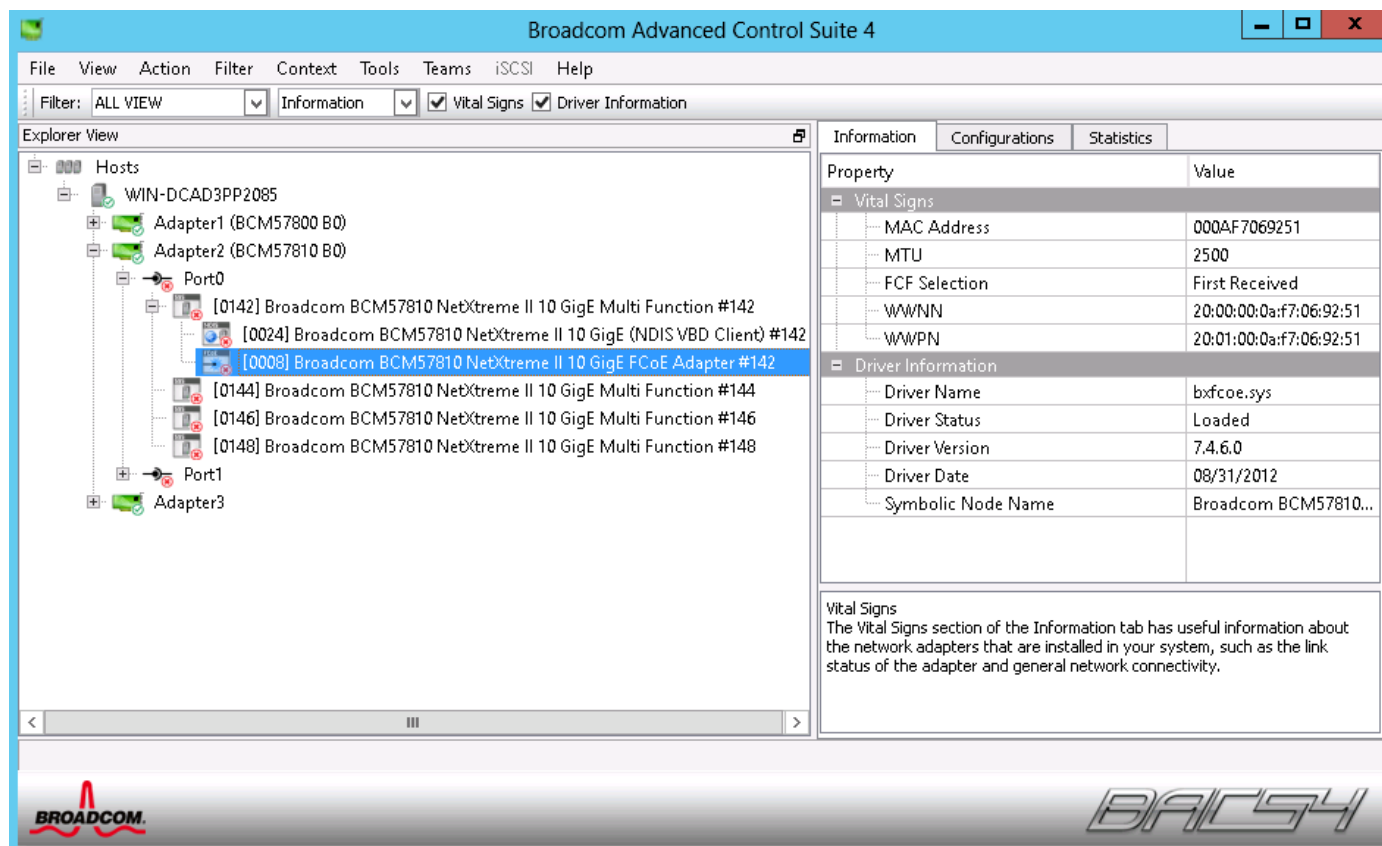 Broadcom Advanced Control Suite 4
File View Action Filter Context Tools Teams iSCSI Help
Filter: ALL VIEW Information Vital Signs Driver Information
Explorer View
Hosts
WIN-DCAD3PP2085
Adapter1 (BCM57800 B0)
Adapter2 (BCM57810 B0)
Port0
[0142] Broadcom BCM57810 NetXtreme II 10 GigE Multi Function #142
[0024] Broadcom BCM57810 NetXtreme II 10 GigE (NDIS VBD Client) #142
[0008] Broadcom BCM57810 NetXtreme II 10 GigE FCoE Adapter #142
[0144] Broadcom BCM57810 NetXtreme II 10 GigE Multi Function #144
[0146] Broadcom BCM57810 NetXtreme II 10 GigE Multi Function #146
[0148] Broadcom BCM57810 NetXtreme II 10 GigE Multi Function #148
Port1
Adapter3
Information Configurations Statistics
Property Value
Vital Signs
MAC Address 000AF7069251
MTU 2500
FCF Selection First Received
WWNN 20:00:00:0a:f7:06:92:51
WWPN 20:01:00:0a:f7:06:92:51
Driver Information
Driver Name bxfcoe.sys
Driver Status Loaded
Driver Version 7.4.6.0
Driver Date 08/31/2012
Symbolic Node Name Broadcom BCM57810...
Vital Signs
The Vital Signs section of the Information tab has useful information about
the network adapters that are installed in your system, such as the link
status of the adapter and general network connectivity.
BROADCOM.
BACS4